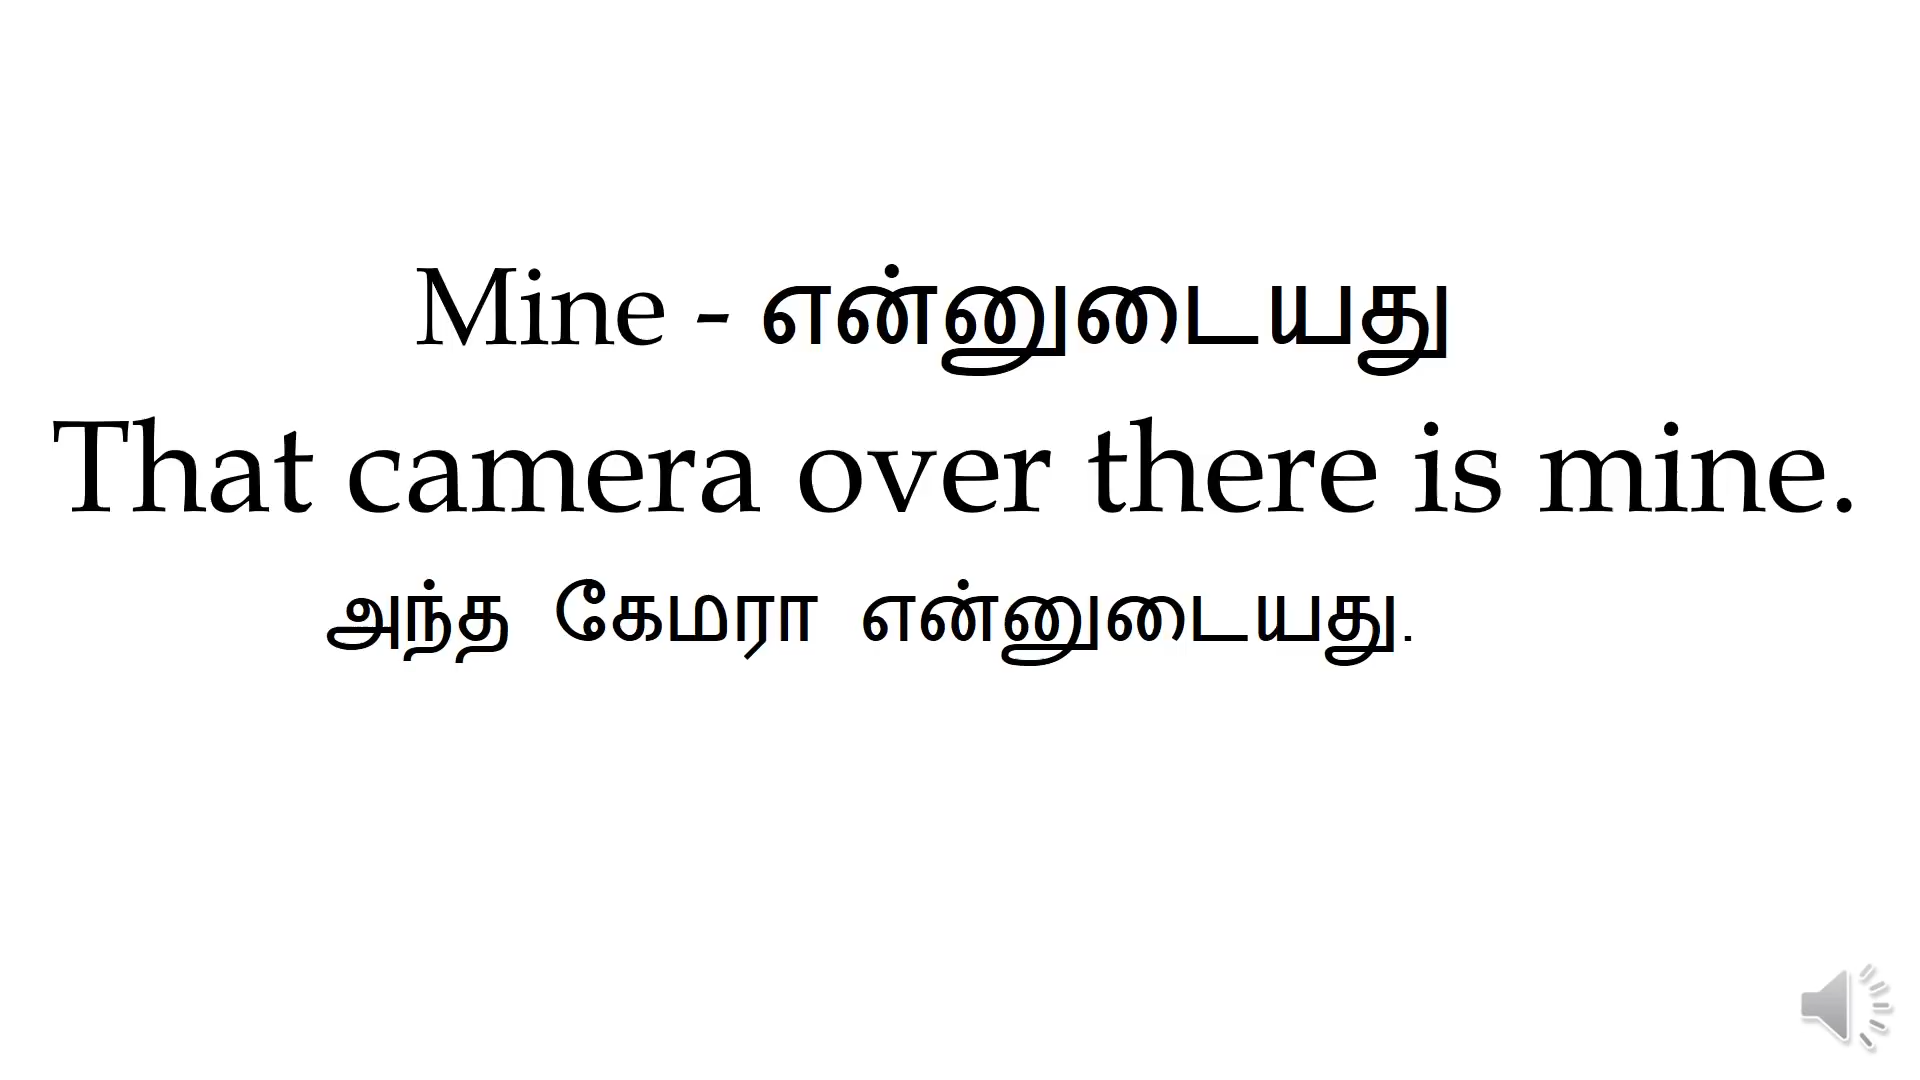 Mine - என்னுடையது
That camera over there is mine.
அந்த கேமரா என்னுடையது.